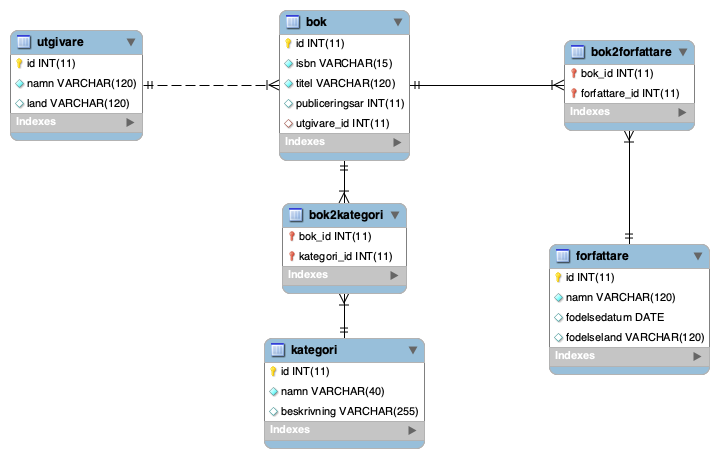 utgivare
id INT(11)
namn VARCHAR(120)
land VARCHAR(120)
Indexes
bok
id INT(11)
isbn VARCHAR(15)
titel VARCHAR(120)
publiceringsar INT(11)
utgivare_id INT(11)
Indexes
bok2forfattare
bok_id INT(11)
forfattare_id INT(11)
Indexes
bok2kategori
bok_id INT(11)
kategori_id INT(11)
Indexes
forfattare
id INT(11)
namn VARCHAR(120)
fodelsedatum DATE
fodelseland VARCHAR(120)
Indexes
kategori
id INT(11)
namn VARCHAR(40)
beskrivning VARCHAR(255)
Indexes